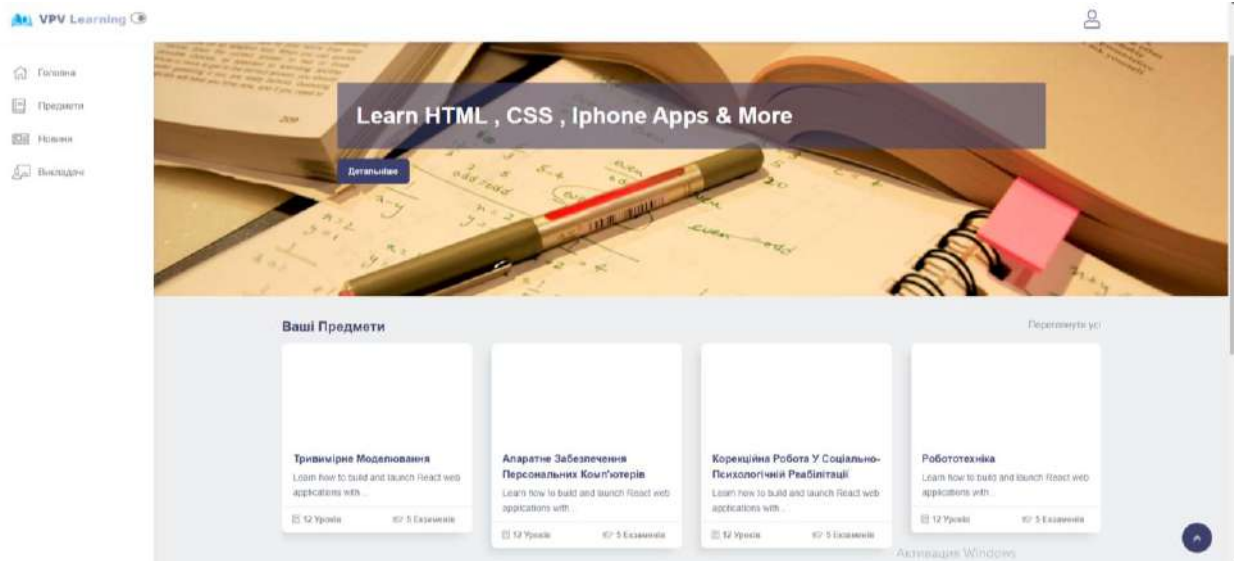 VPV Learning
Головна
Предмети
Новини
Викладачі
Learn HTML , CSS , Iphone Apps & More
Детальніше
Ваші Предмети
Переглянути усі
Тривимірне Моделювання
Learn how to build and launch React web
applications with ..
12 Уроків 5 Екзаменів
Апаратне Забезпечення
Персональних Комп'ютерів
Learn how to build and launch React web
applications with ..
12 Уроків 5 Екзаменів
Корекційна Робота У Соціально-
Психологічній Реабілітації
Learn how to build and launch React web
applications with ..
12 Уроків 5 Екзаменів
Робототехніка
Learn how to build and launch React web
applications with ..
12 Уроків 5 Екзаменів
Активация Windows